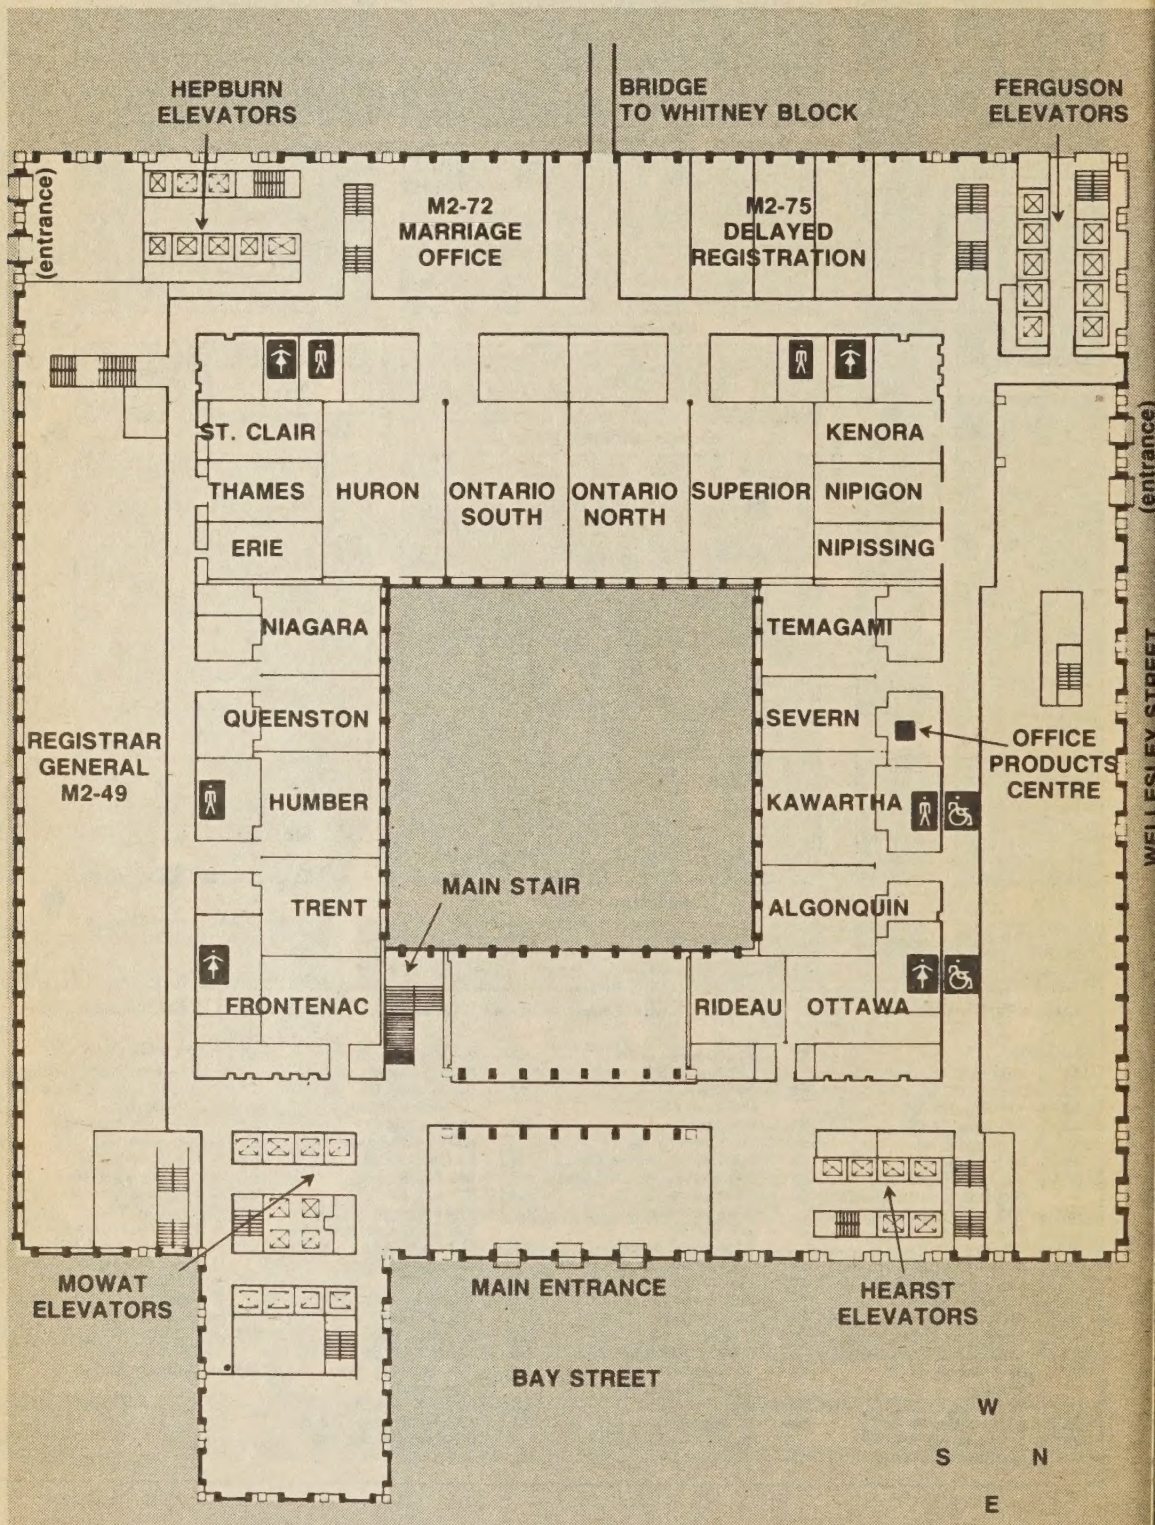 HEPBURN
ELEVATORS
BRIDGE
TO WHITNEY BLOCK
FERGUSON
ELEVATORS
(entrance)
M2-72
MARRIAGE
OFFICE
M2-75
DELAYED
REGISTRATION
ST. CLAIR
KENORA
(entrance)
THAMES
HURON
ONTARIO
SOUTH
ONTARIO
NORTH
SUPERIOR
NIPIGON
ERIE
NIPISSING
NIAGARA
TEMAGAMI
QUEENSTON
SEVERN
WELLESLEY STREET
REGISTRAR
GENERAL
M2-49
OFFICE
PRODUCTS
CENTRE
HUMBER
KAWARTHA
MAIN STAIR
TRENT
ALGONQUIN
FRONTENAC
RIDEAU
OTTAWA
MOWAT
ELEVATORS
MAIN ENTRANCE
HEARST
ELEVATORS
BAY STREET
W
S N
E